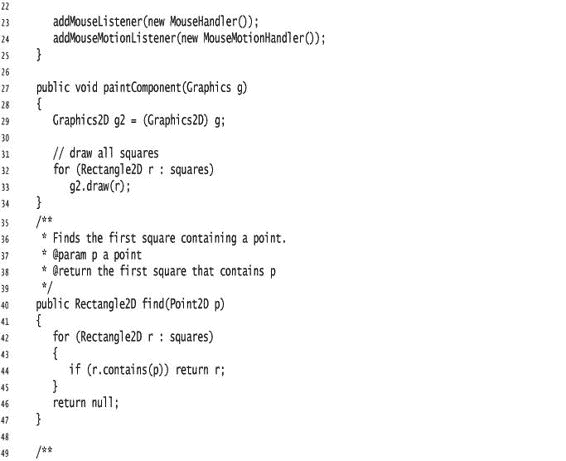 22
23 addMouseListener(new MouseHandler());
24 addMouseMotionListener(new MouseMotionHandler());
25 }
26
27 public void paintComponent(Graphics g)
28 {
29 Graphics2D g2 = (Graphics2D) g;
30
31 // draw all squares
32 for (Rectangle2D r : squares)
33 g2.draw(r);
34 }
35 /**
36 * Finds the first square containing a point.
37 * @param p a point
38 * @return the first square that contains p
39 */
40 public Rectangle2D find(Point2D p)
41 {
42 for (Rectangle2D r : squares)
43 {
44 if (r.contains(p)) return r;
45 }
46 return null;
47 }
48
49 /**